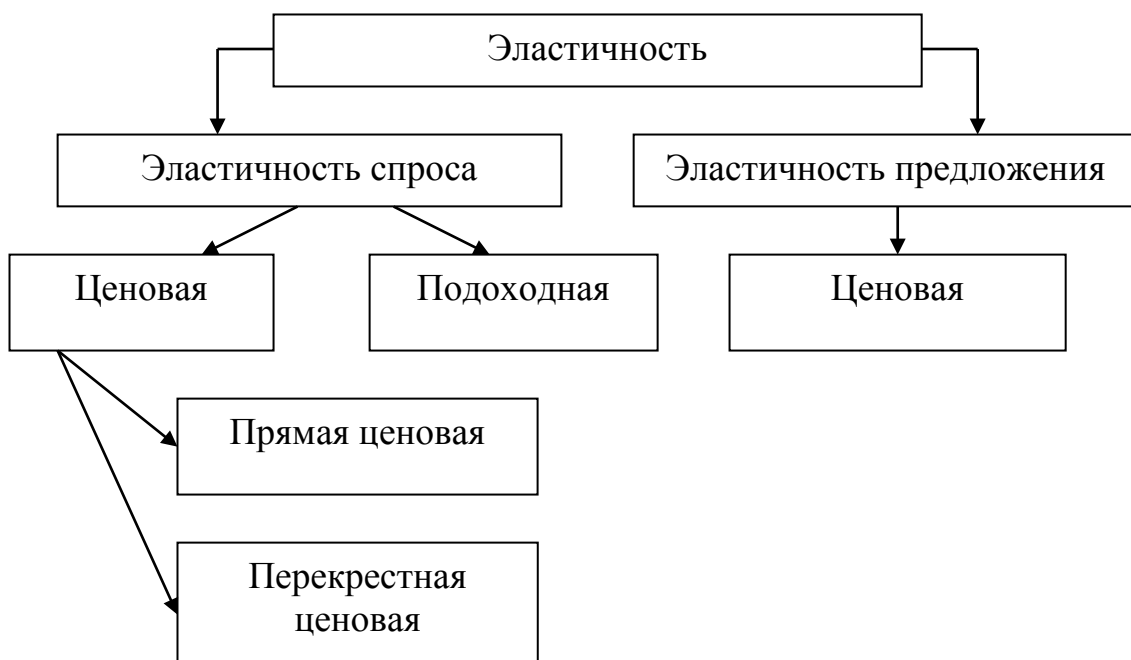 Эластичность
Эластичность спроса
Эластичность предложения
Ценовая
Подоходная
Ценовая
Прямая ценовая
Перекрестная
ценовая